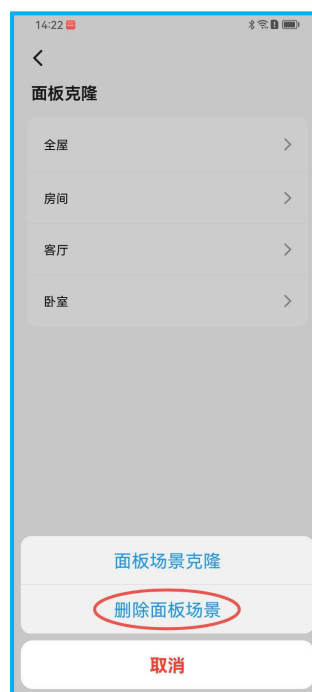 14:22
面板克隆
全屋
房间
客厅
卧室
面板场景克隆
删除面板场景
取消